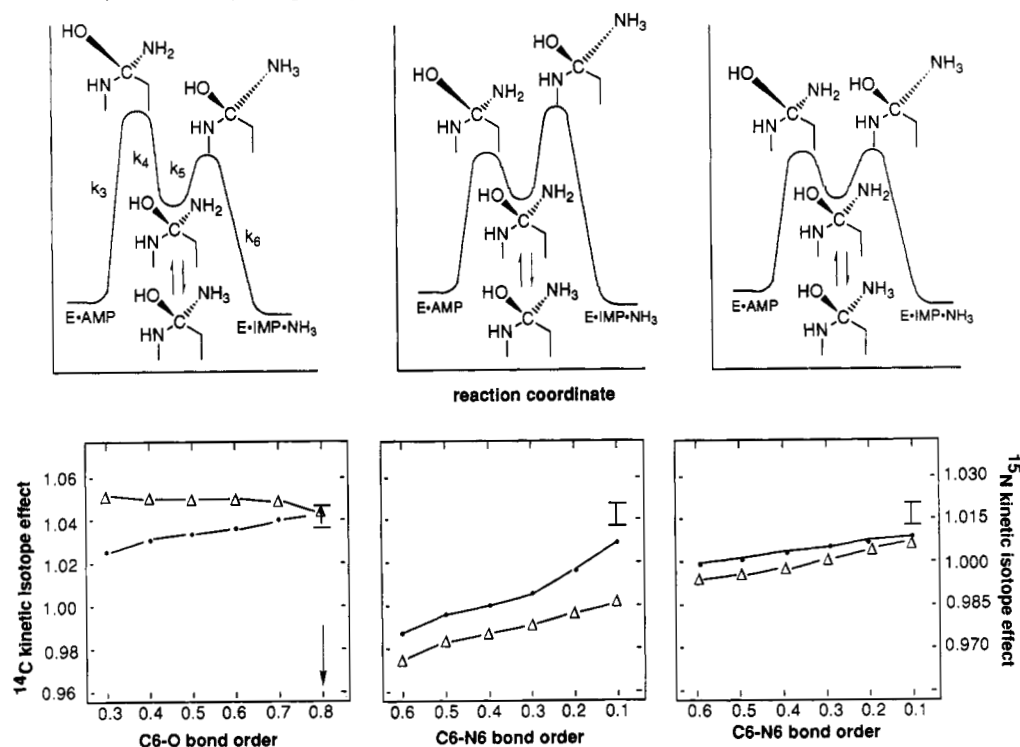 HO
NH2
C
HN
NH3
HO
C
HN
k3
k4
k5
k6
HO
NH2
C
HN
HO
NH3
C
HN
E•AMP
E•IMP•NH3
HO
NH2
C
HN
NH3
HO
C
HN
HO
NH2
C
HN
HO
NH3
C
HN
E•AMP
E•IMP•NH3
HO
NH2
C
HN
NH3
HO
C
HN
HO
NH2
C
HN
HO
NH3
C
HN
E•AMP
E•IMP•NH3
reaction coordinate
14C kinetic isotope effect
1.06
1.04
1.02
1.00
0.98
0.96
0.3 0.4 0.5 0.6 0.7 0.8
C6-O bond order
0.6 0.5 0.4 0.3 0.2 0.1
C6-N6 bond order
0.6 0.5 0.4 0.3 0.2 0.1
C6-N6 bond order
1.030
1.015
1.000
0.985
0.970
15N kinetic isotope effect